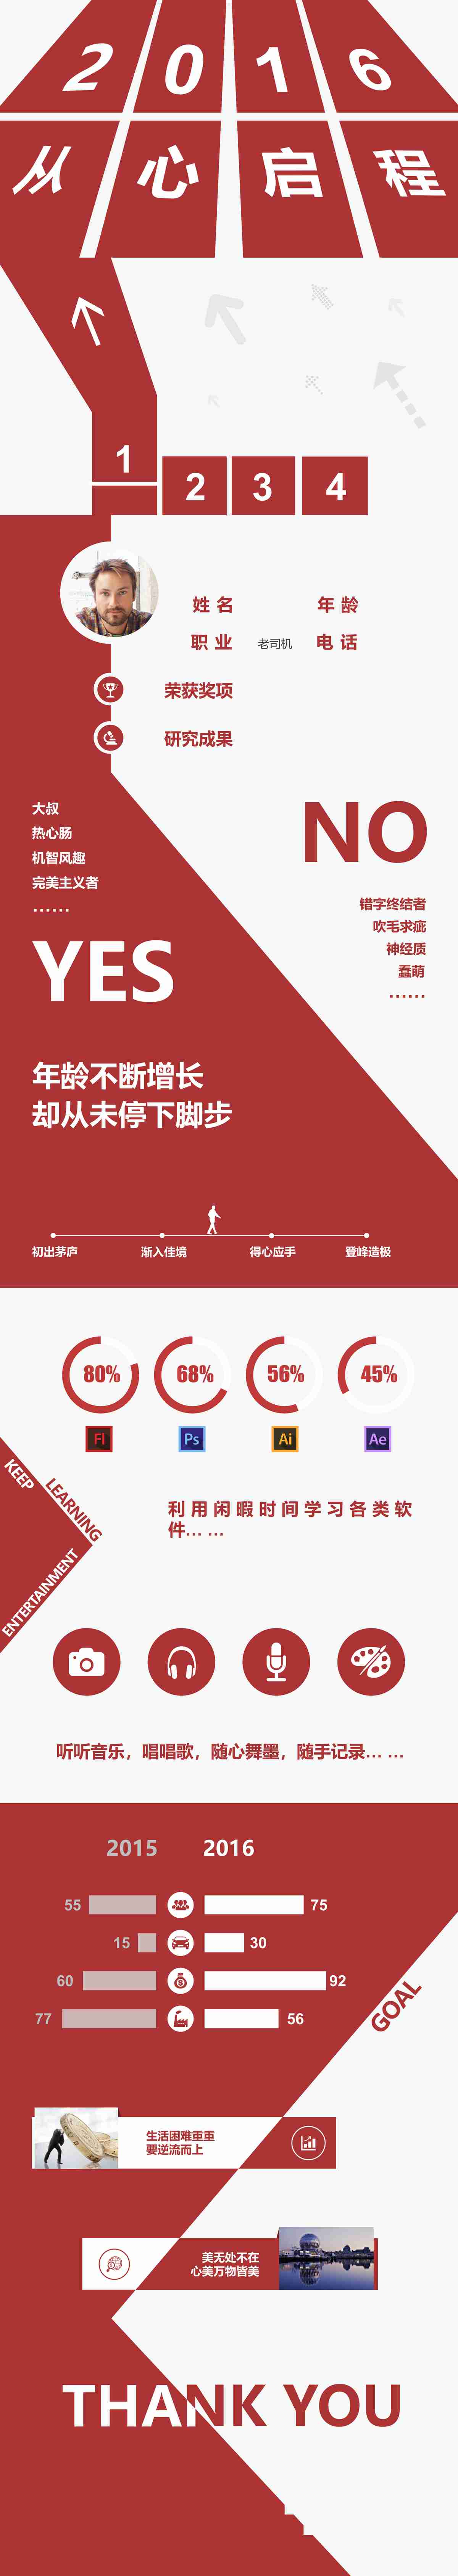 2016
从心启程
1
2 3 4
姓名 年龄
职业 老司机 电话
荣获奖项
研究成果
大叔
热心肠
机智风趣
完美主义者
······
YES
NO
错字终结者
吹毛求疵
神经质
蠢萌
······
年龄不断增长
却从未停下脚步
初出茅庐 渐入佳境 得心应手 登峰造极
80% 68% 56% 45%
Fl Ps Ai Ae
KEEP
LEARNING
利用闲暇时间学习各类软
件… …
ENTERTAINMENT
听听音乐，唱唱歌，随心舞墨，随手记录… …
2015 2016
55 75
15 30
60 92
77 56
GOAL
生活困难重重
要逆流而上
美无处不在
心美万物皆美
THANK YOU